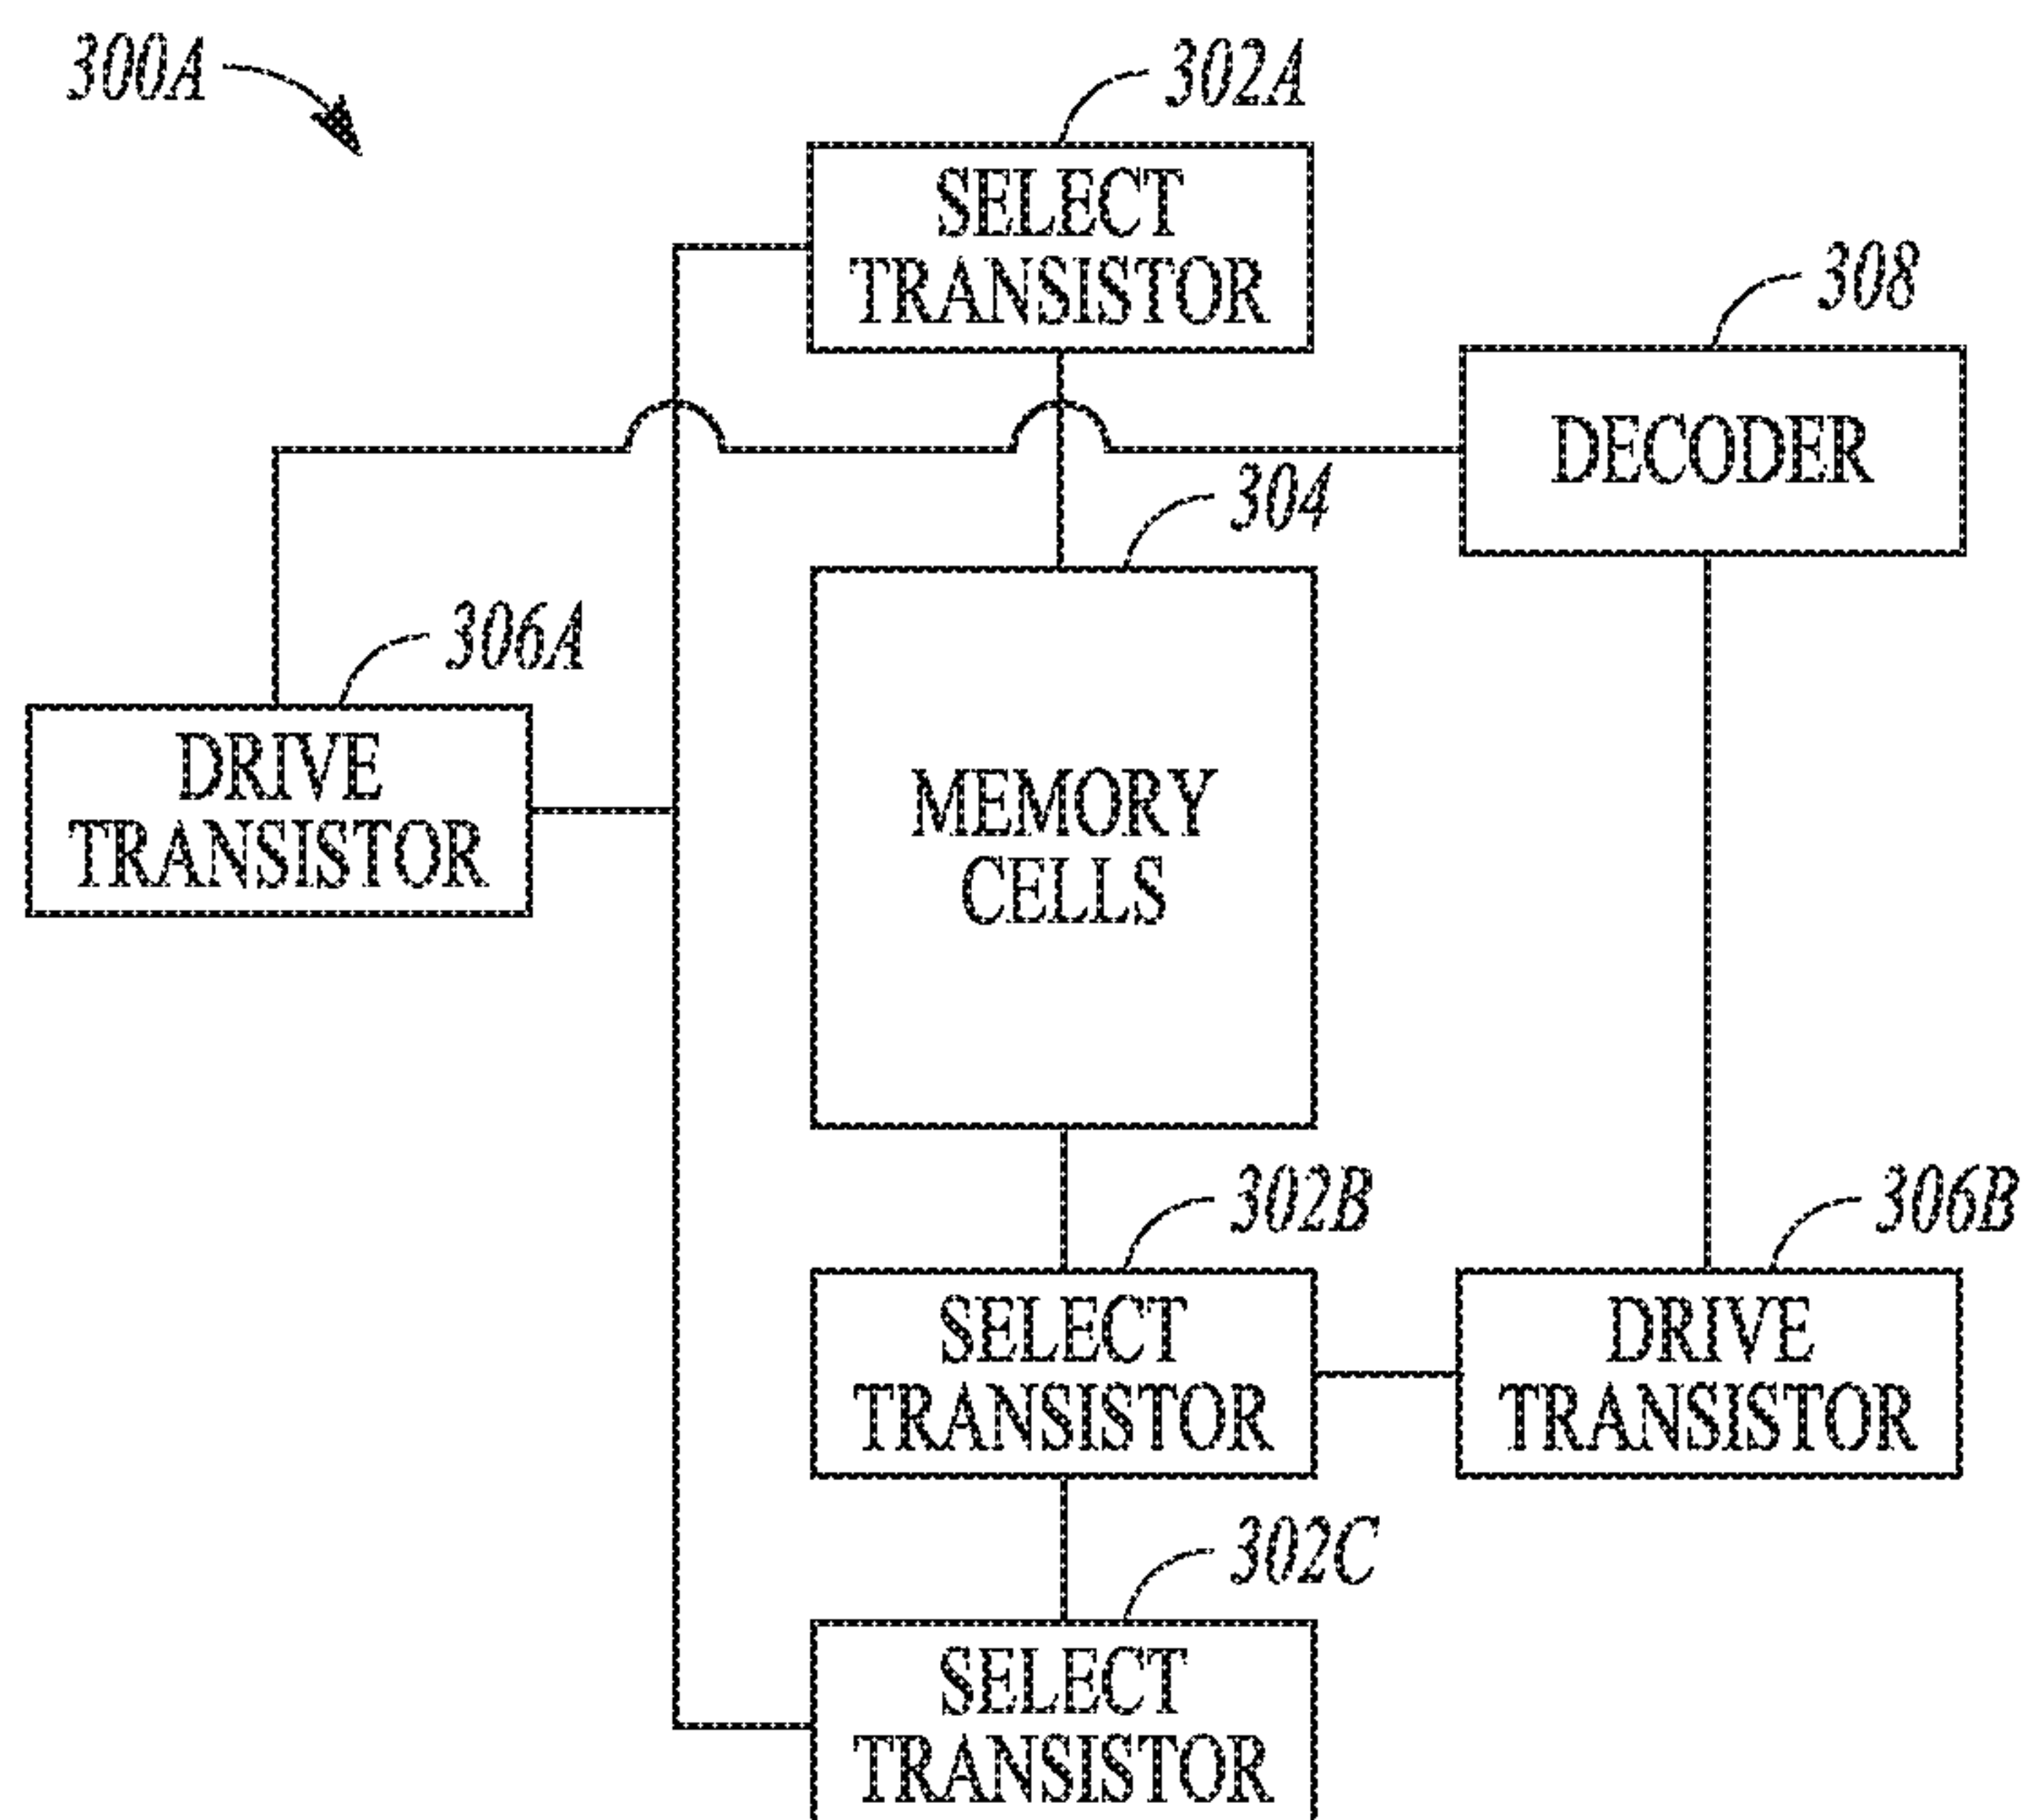 300A
302A
SELECT
TRANSISTOR
308
DECODER
304
306A
DRIVE
TRANSISTOR
MEMORY
CELLS
302B
306B
SELECT
TRANSISTOR
DRIVE
TRANSISTOR
302C
SELECT
TRANSISTOR